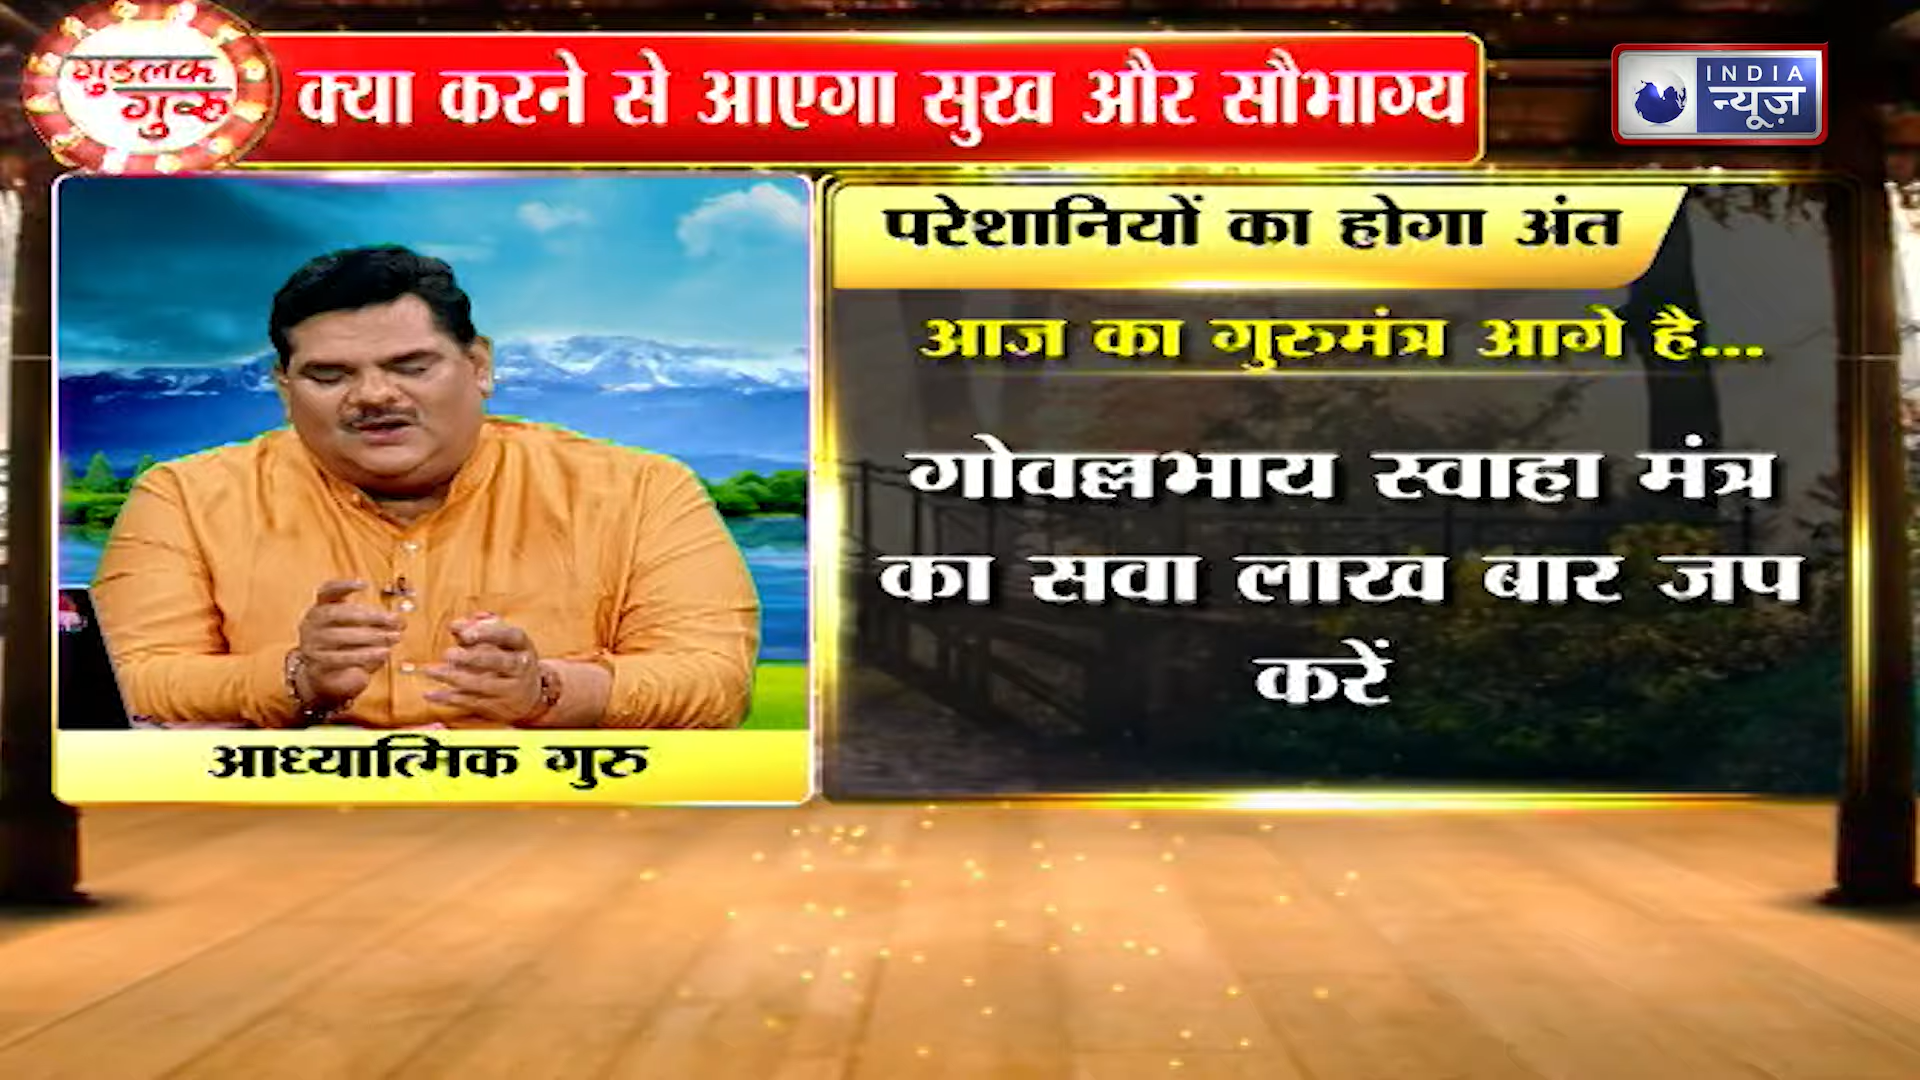 गुडलक
गुरु
क्या करने से आएगा सुख और सौभाग्य
INDIA
न्यूज़
परेशानियों का होगा अंत
आज का गुरुमंत्र आगे है...
गोवल्लभाय स्वाहा मंत्र
का सवा लाख बार जप
करें
आध्यात्मिक गुरु